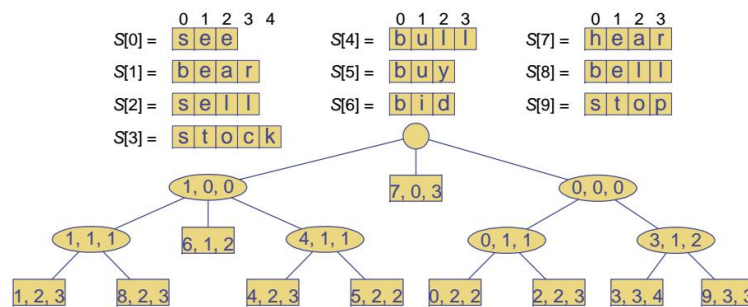 0 1 2 3 4
S[0] = s e e
S[1] = b e a r
S[2] = s e l l
S[3] = s t o c k
0 1 2 3
S[4] = b u l l
S[5] = b u y
S[6] = b i d
0 1 2 3
S[7] = h e a r
S[8] = b e l l
S[9] = s t o p
1, 0, 0
7, 0, 3
0, 0, 0
1, 1, 1
6, 1, 2
4, 1, 1
0, 1, 1
3, 1, 2
1, 2, 3
8, 2, 3
4, 2, 3
5, 2, 2
0, 2, 2
2, 2, 3
3, 3, 4
9, 3, 3